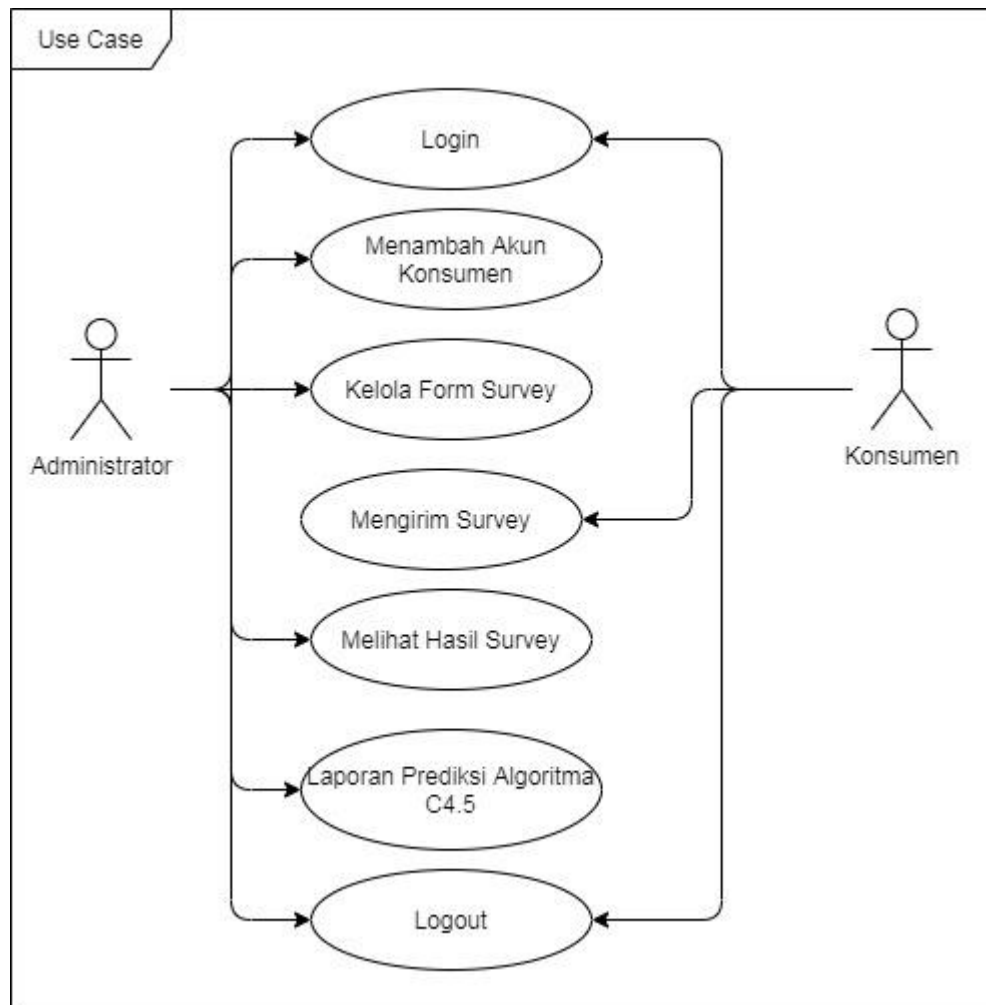 Use Case
Login
Menambah Akun
Konsumen
Kelola Form Survey
Administrator
Konsumen
Mengirim Survey
Melihat Hasil Survey
Laporan Prediksi Algoritma
C4.5
Logout